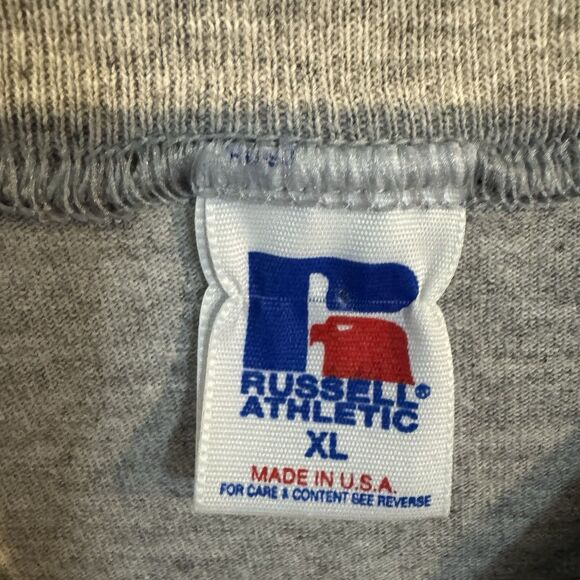 RUSSELL®
ATHLETIC
XL
MADE IN U.S.A.
FOR CARE & CONTENT SEE REVERSE